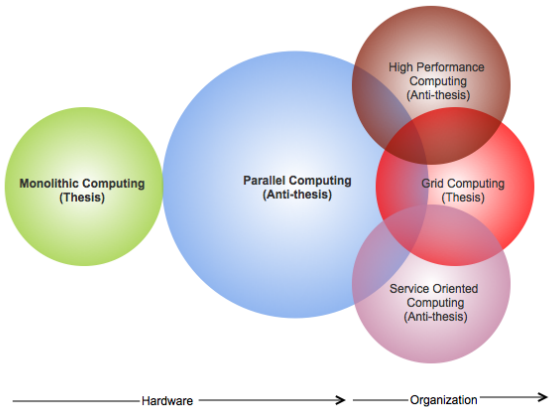 High Performance
Computing
(Anti-thesis)
Monolithic Computing
(Thesis)
Parallel Computing
(Anti-thesis)
Grid Computing
(Thesis)
Service Oriented
Computing
(Anti-thesis)
Hardware
Organization